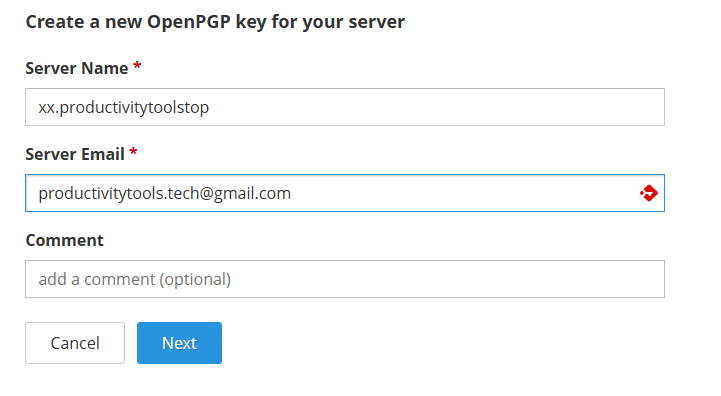 Create a new OpenPGP key for your server
Server Name *
xx.productivitytoolstop
Server Email *
productivitytools.tech@gmail.com
Comment
add a comment (optional)
Cancel
Next